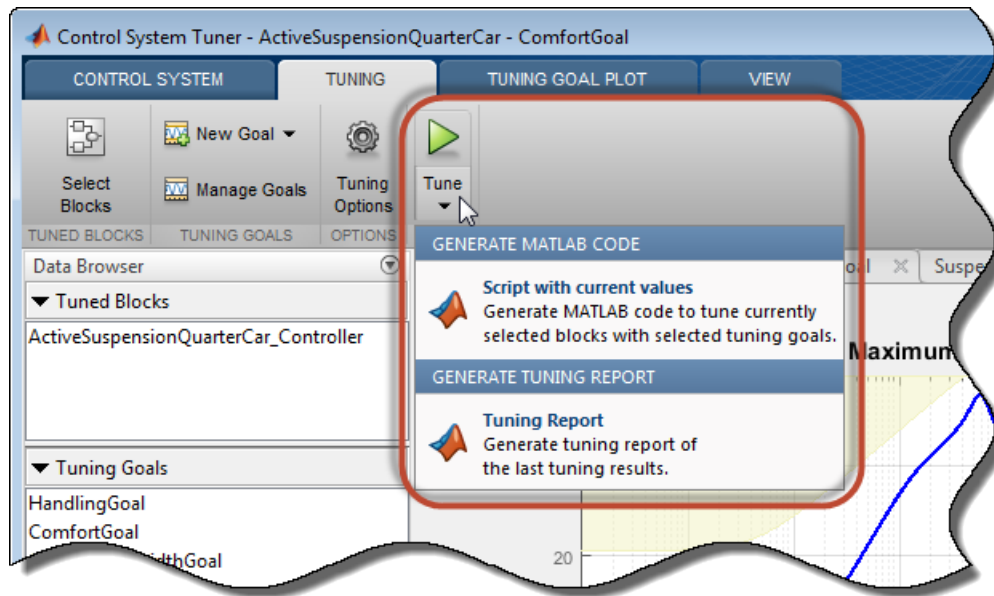 Control System Tuner - ActiveSuspensionQuarterCar - ComfortGoal
CONTROL SYSTEM
TUNING
TUNING GOAL PLOT
VIEW
Select
Blocks
New Goal
Manage Goals
Tuning
Options
Tune
TUNED BLOCKS
TUNING GOALS
OPTIONS
GENERATE MATLAB CODE
Script with current values
Generate MATLAB code to tune currently
selected blocks with selected tuning goals.
GENERATE TUNING REPORT
Tuning Report
Generate tuning report of
the last tuning results.
Data Browser
Tuned Blocks
ActiveSuspensionQuarterCar_Controller
Tuning Goals
HandlingGoal
ComfortGoal
Maximum
20